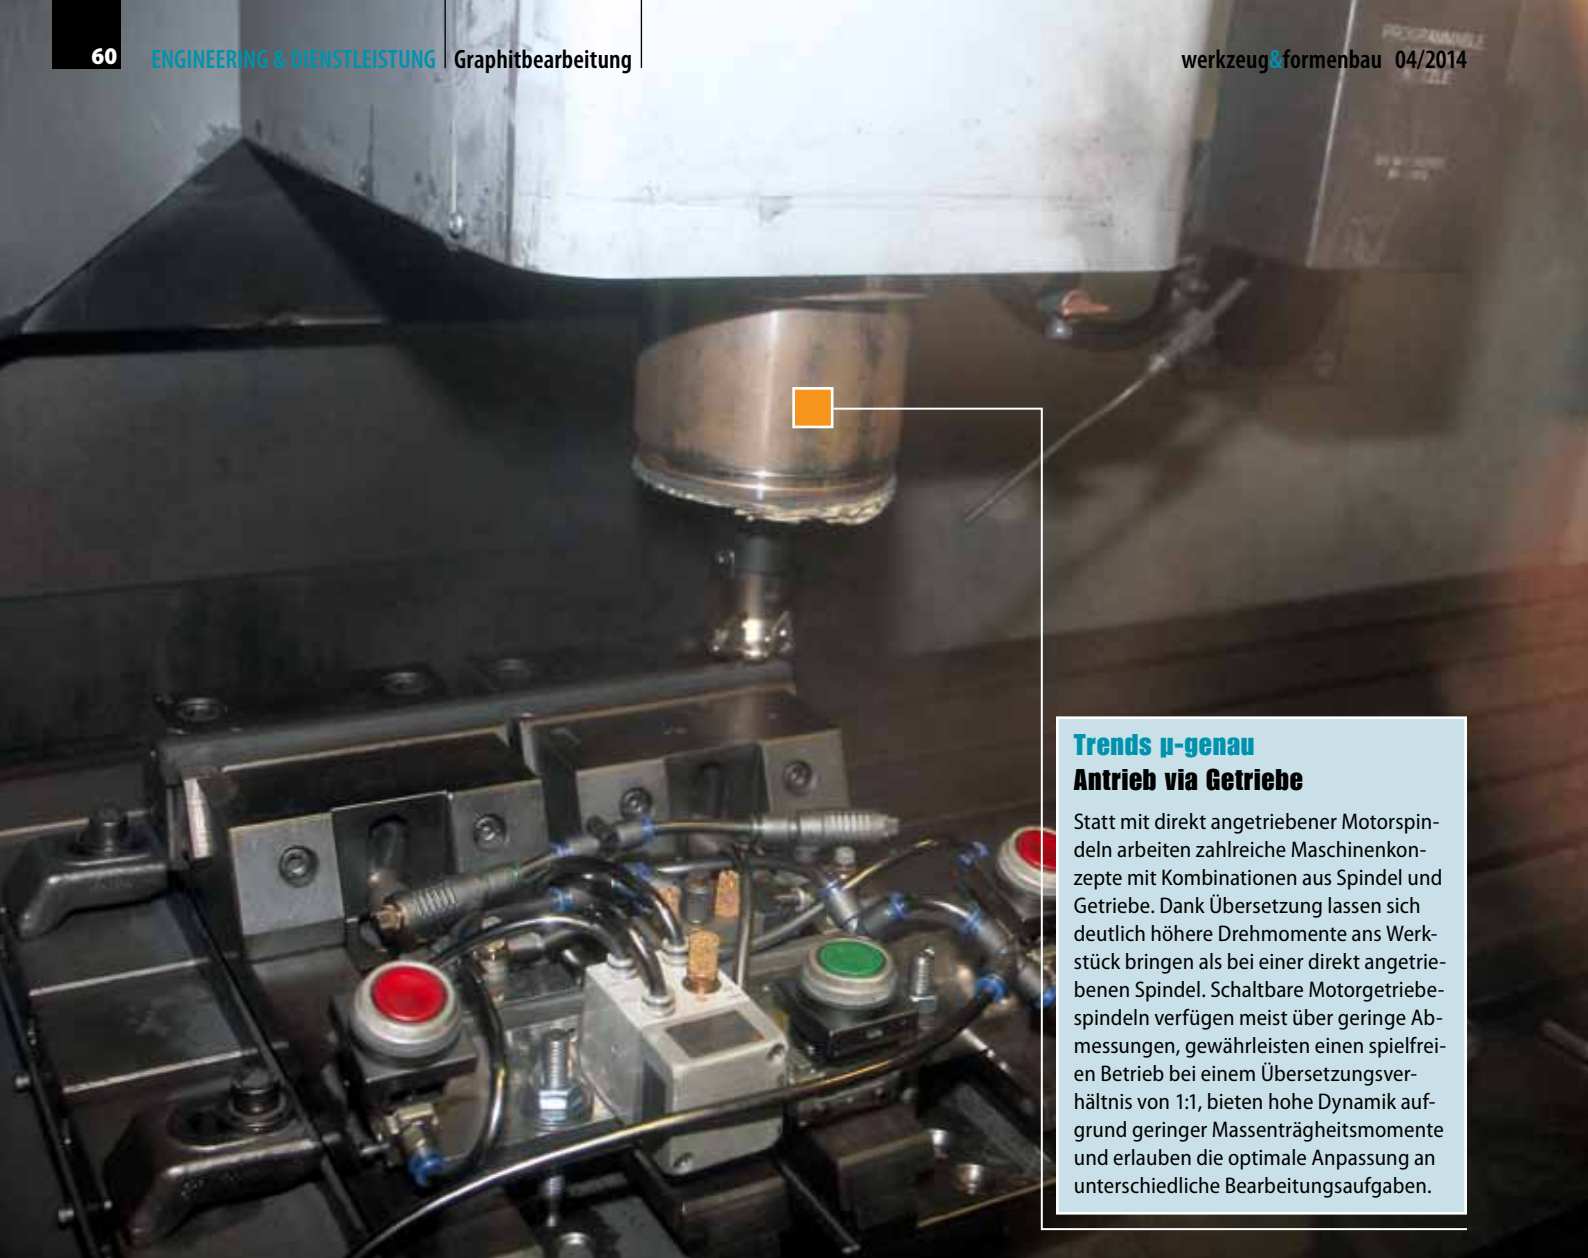 60 ENGINEERING & DIENSTLEISTUNG Graphitbearbeitung
werkzeug&formenbau 04/2014
PROGRAMMABLE
Trends µ-genau
Antrieb via Getriebe
Statt mit direkt angetriebener Motorspin-
deln arbeiten zahlreiche Maschinenkon-
zepte mit Kombinationen aus Spindel und
Getriebe. Dank Übersetzung lassen sich
deutlich höhere Drehmomente ans Werk-
stück bringen als bei einer direkt angetrie-
benen Spindel. Schaltbare Motorgetriebe-
spindeln verfügen meist über geringe Ab-
messungen, gewährleisten einen spielfrei-
en Betrieb bei einem Übersetzungsver-
hältnis von 1:1, bieten hohe Dynamik auf-
grund geringer Massenträgheitsmomente
und erlauben die optimale Anpassung an
unterschiedliche Bearbeitungsaufgaben.